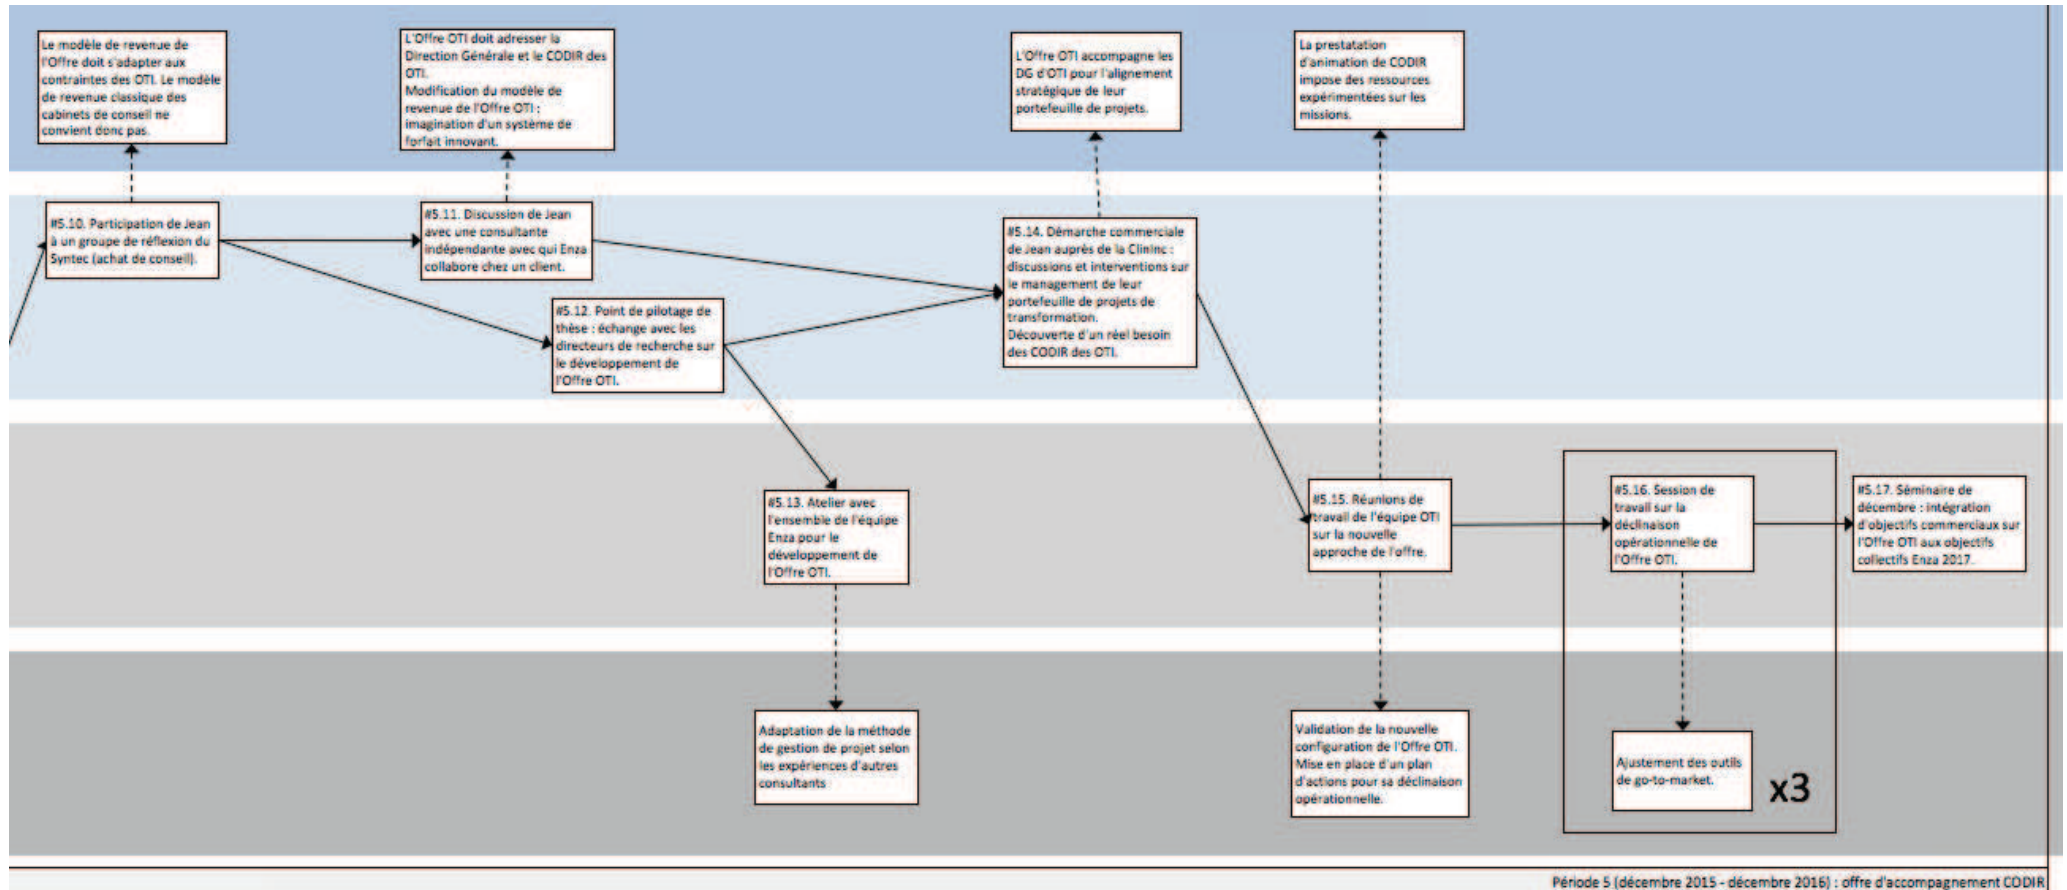 Le modèle de revenue de
l'Offre doit s'adapter aux
contraintes des OTI. Le modèle
de revenue classique des
cabinets de conseil ne
convient donc pas.
L'Offre OTI doit adresser la
Direction Générale et le CODIR des
OTI.
Modification du modèle de
revenue de l'Offre OTI :
imagination d'un système de
forfait innovant.
L'Offre OTI accompagne les
DG d'OTI pour l'alignement
stratégique de leur
portefeuille de projets.
La prestatation
d'animation de CODIR
impose des ressources
expérimentées sur les
missions.
#5.10. Participation de Jean
à un groupe de réflexion du
Syntec (achat de conseil).
#5.11. Discussion de Jean
avec une consultante
indépendante avec qui Enza
collabore chez un client.
#5.12. Point de pilotage de
thèse : échange avec les
directeurs de recherche sur
le développement de
l'Offre OTI.
#5.14. Démarche commerciale
de Jean auprès de la ClinInc :
discussions et interventions sur
le management de leur
portefeuille de projets de
transformation.
Découverte d'un réel besoin
des CODIR des OTI.
#5.13. Atelier avec
l'ensemble de l'équipe
Enza pour le
développement de
l'Offre OTI.
#5.15. Réunions de
travail de l'équipe OTI
sur la nouvelle
approche de l'offre.
#5.16. Session de
travail sur la
déclinaison
opérationnelle de
l'Offre OTI.
#5.17. Séminaire de
décembre : intégration
d'objectifs commerciaux sur
l'Offre OTI aux objectifs
collectifs Enza 2017.
Adaptation de la méthode
de gestion de projet selon
les expériences d'autres
consultants
Validation de la nouvelle
configuration de l'Offre OTI.
Mise en place d'un plan
d'actions pour sa déclinaison
opérationnelle.
Ajustement des outils
de go-to-market.
x3
Période 5 (décembre 2015 - décembre 2016) : offre d'accompagnement CODIR